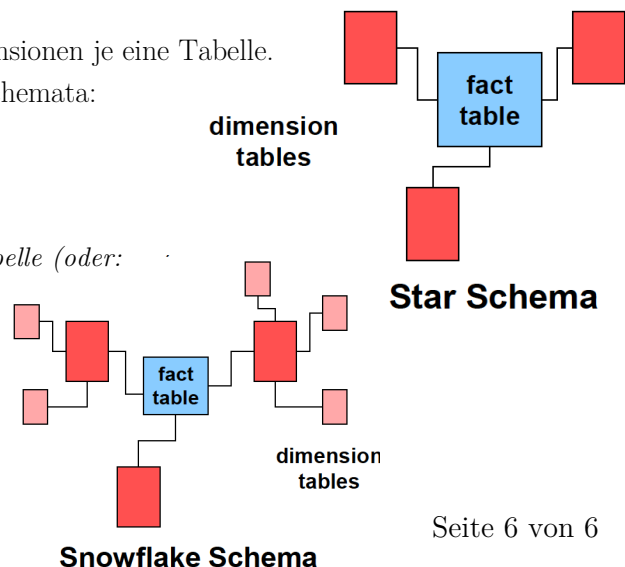 nsionen je eine Tabelle.
hemata:
fact
table
dimension
tables
elle (oder:
Star Schema
fact
table
dimension
tables
Seite 6 von 6
Snowflake Schema